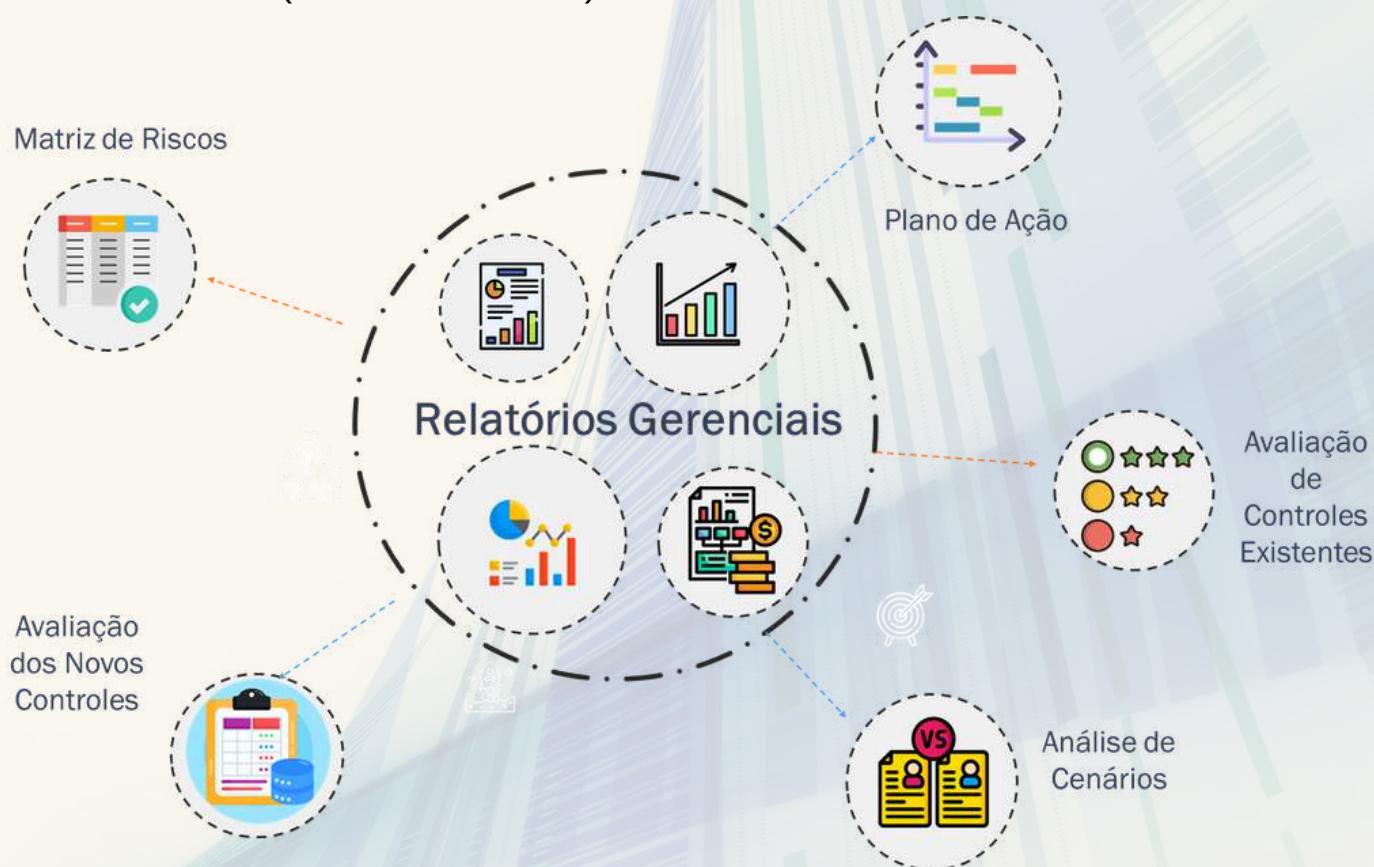 Matriz de Riscos
Plano de Ação
Relatórios Gerenciais
Avaliação
de
Controles
Existentes
Avaliação
dos Novos
Controles
VS
Análise de
Cenários
$